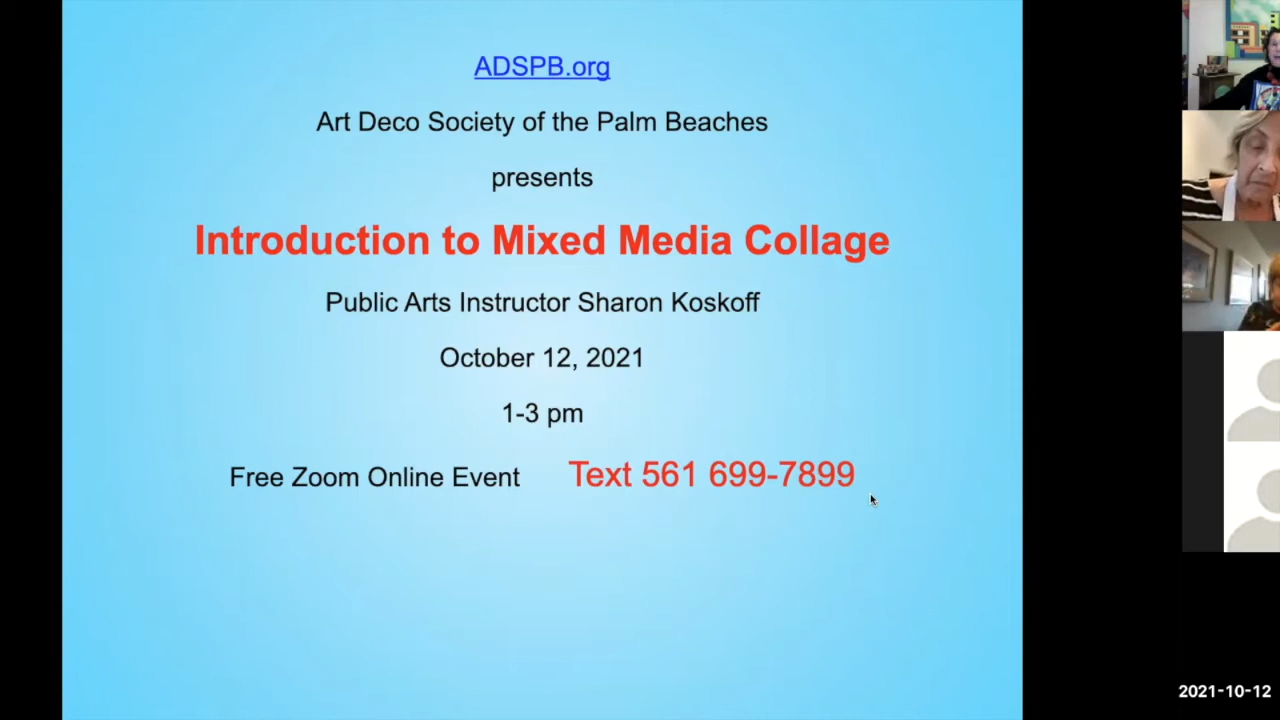 ADSPB.org
Art Deco Society of the Palm Beaches
presents
Introduction to Mixed Media Collage
Public Arts Instructor Sharon Koskoff
October 12, 2021
1-3 pm
Free Zoom Online Event Text 561 699-7899
2021-10-12